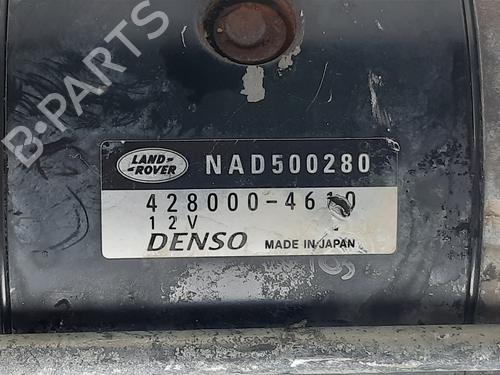 B-PARTS
LAND-
-ROVER
NAD500280
428000-4610
12V
DENSO
MADE IN JAPAN